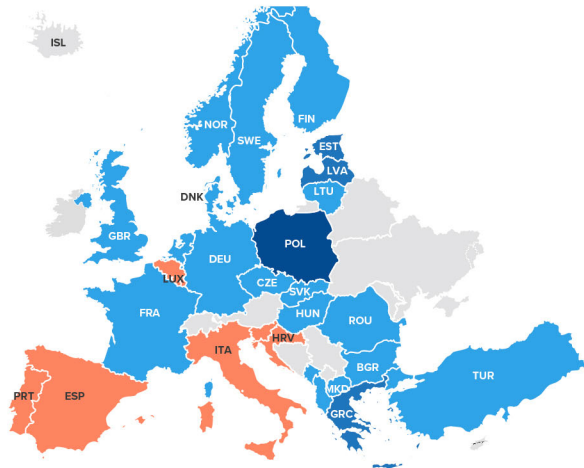 ISL
NOR
SWE
FIN
EST
LVA
LTU
DNK
GBR
DEU
POL
LUX
CZE
SVK
FRA
HUN
ROU
ITA
HRV
BGR
PRT
ESP
MKD
TUR
GRC